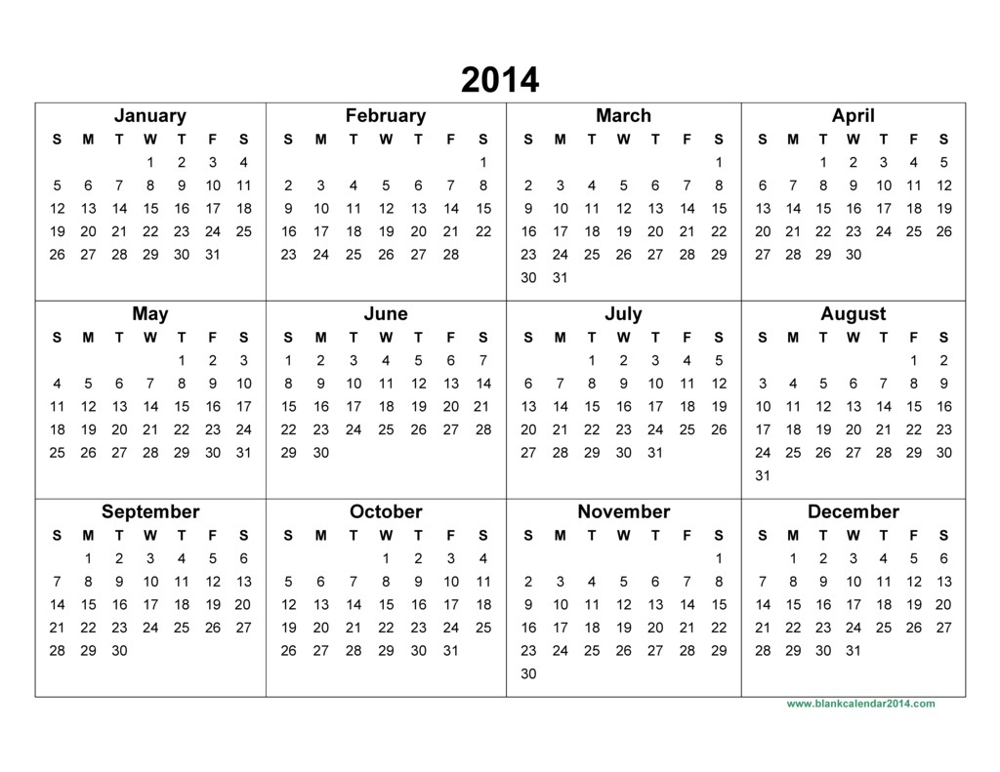 2014
January
S M T W T F S
1 2 3 4
5 6 7 8 9 10 11
12 13 14 15 16 17 18
19 20 21 22 23 24 25
26 27 28 29 30 31
February
S M T W T F S
1
2 3 4 5 6 7 8
9 10 11 12 13 14 15
16 17 18 19 20 21 22
23 24 25 26 27 28
March
S M T W T F S
1
2 3 4 5 6 7 8
9 10 11 12 13 14 15
16 17 18 19 20 21 22
23 24 25 26 27 28 29
30 31
April
S M T W T F S
1 2 3 4 5
6 7 8 9 10 11 12
13 14 15 16 17 18 19
20 21 22 23 24 25 26
27 28 29 30
May
S M T W T F S
1 2 3
4 5 6 7 8 9 10
11 12 13 14 15 16 17
18 19 20 21 22 23 24
25 26 27 28 29 30 31
June
S M T W T F S
1 2 3 4 5 6 7
8 9 10 11 12 13 14
15 16 17 18 19 20 21
22 23 24 25 26 27 28
29 30
July
S M T W T F S
1 2 3 4 5
6 7 8 9 10 11 12
13 14 15 16 17 18 19
20 21 22 23 24 25 26
27 28 29 30 31
August
S M T W T F S
1 2
3 4 5 6 7 8 9
10 11 12 13 14 15 16
17 18 19 20 21 22 23
24 25 26 27 28 29 30
31
September
S M T W T F S
1 2 3 4 5 6
7 8 9 10 11 12 13
14 15 16 17 18 19 20
21 22 23 24 25 26 27
28 29 30
October
S M T W T F S
1 2 3 4
5 6 7 8 9 10 11
12 13 14 15 16 17 18
19 20 21 22 23 24 25
26 27 28 29 30 31
November
S M T W T F S
1
2 3 4 5 6 7 8
9 10 11 12 13 14 15
16 17 18 19 20 21 22
23 24 25 26 27 28 29
30
December
S M T W T F S
1 2 3 4 5 6
7 8 9 10 11 12 13
14 15 16 17 18 19 20
21 22 23 24 25 26 27
28 29 30 31
www.blankcalendar2014.com